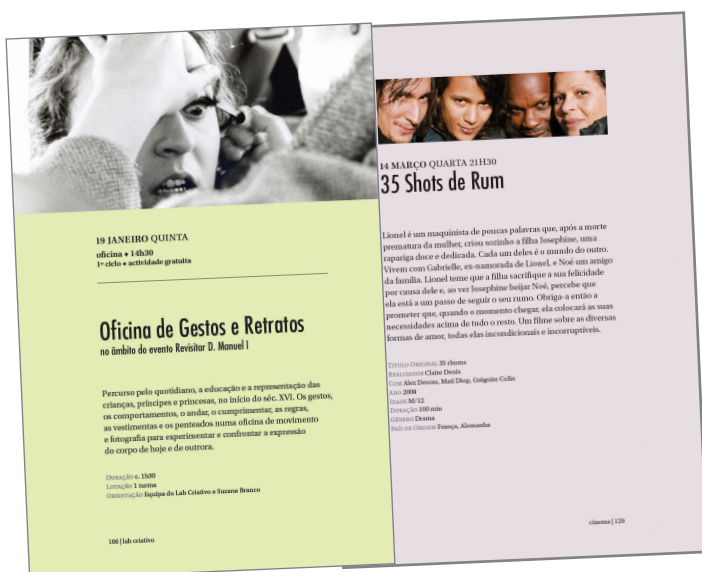 19 JANEIRO QUINTA
oficina • 14h30
1º ciclo • actividade gratuita
Oficina de Gestos e Retratos
no âmbito do evento Revisitar D. Manuel I
Percurso pelo quotidiano, a educação e a representação das
crianças, príncipes e princesas, no início do séc. XVI. Os gestos,
os comportamentos, o andar, o cumprimentar, as regras,
as vestimentas e os penteados numa oficina de movimento
e fotografia para experimentar e confrontar a expressão
do corpo de hoje e de outrora.
DURAÇÃO c. 1h30
LOTAÇÃO 1 turma
ORIENTAÇÃO Equipa do Lab Criativo e Suzana Branco
106 | lab criativo
14 MARÇO QUARTA 21H30
35 Shots de Rum
Lionel é um maquinista de poucas palavras que, após a morte
prematura da mulher, criou sozinho a filha Josephine, uma
rapariga doce e dedicada. Cada um deles é o mundo do outro.
Vivem com Gabrielle, ex-namorada de Lionel, e Noé um amigo
da família. Lionel teme que a filha sacrifique a sua felicidade
por causa dele e, ao ver Josephine beijar Noé, percebe que
ela está a um passo de seguir o seu rumo. Obriga-a então a
prometer que, quando o momento chegar, ela colocará as suas
necessidades acima de tudo o resto. Um filme sobre as diversas
formas de amor, todas elas incondicionais e incorruptíveis.
TITULO ORIGINAL 35 rhums
REALIZADOR Claire Denis
COM Alex Descas, Mati Diop, Grégoire Colin
ANO 2008
IDADE M/12
DURAÇÃO 100 min
GÉNERO Drama
PAÍS DE ORIGEM França, Alemanha
cinema | 129